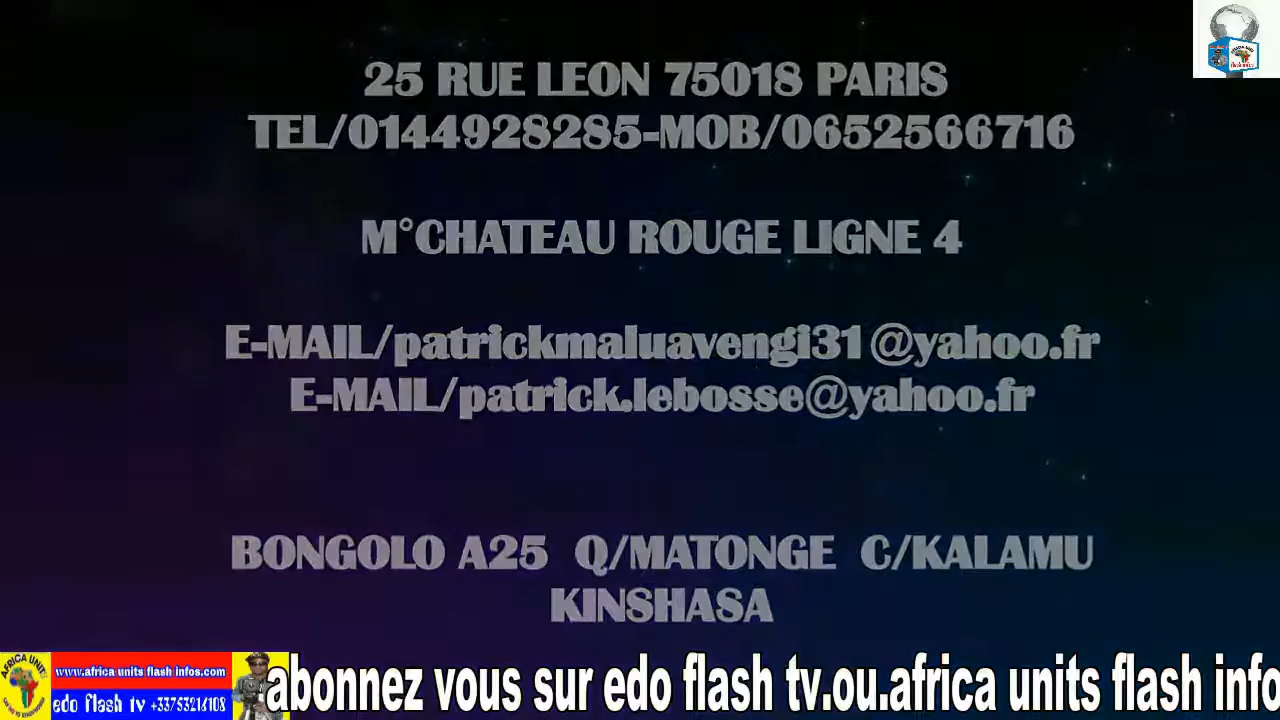 25 RUE LEON 75018 PARIS
TEL/0144928285-MOB/0652566716
M°CHATEAU ROUGE LIGNE 4
E-MAIL/patrickmaluavengi31@yahoo.fr
E-MAIL/patrick.lebosse@yahoo.fr
BONGOLO A25 Q/MATONGE C/KALAMU
KINSHASA
AFRICA UNITS
www.africa units flash infos.com
edo flash tv +33753216108
abonnez vous sur edo flash tv.ou.africa units flash info